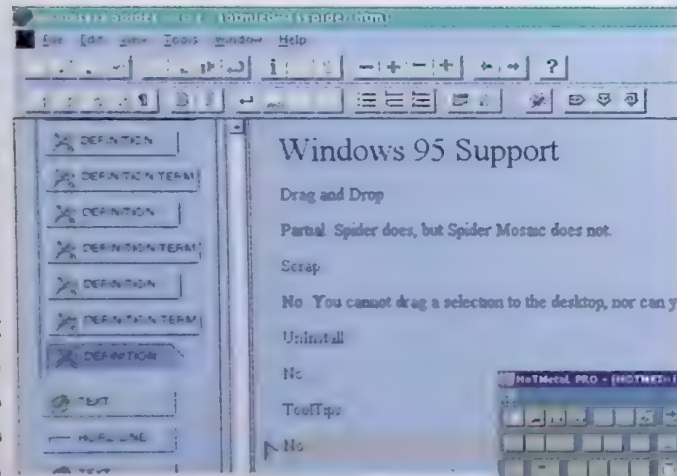 File Edit View Tools Window Help
Windows 95 Support
DEFINITION
Drag and Drop
DEFINITION TERM
DEFINITION
Partial. Spider does, but Spider Mosaic does not.
DEFINITION TERM
Scrap
DEFINITION
No. You cannot drag a selection to the desktop, nor can y
DEFINITION TERM
Uninstall
DEFINITION
No
HoTMetaL PRO - [HOTMET
TEXT
ToolTips
No
TEXT